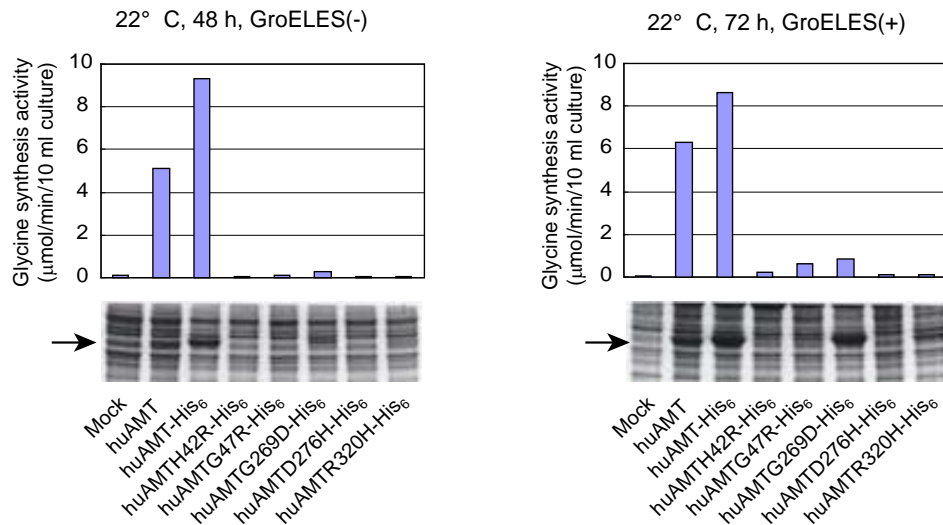 22° C, 48 h, GroELES(-)
Glycine synthesis activity
(μmol/min/10 ml culture)
10
8
6
4
2
0
Mock
huAMT
huAMT-His6
huAMTH42R-His6
huAMTG47R-His6
huAMTG269D-His6
huAMTD276H-His6
huAMTR320H-His6
22° C, 72 h, GroELES(+)
Glycine synthesis activity
(μmol/min/10 ml culture)
10
8
6
4
2
0
Mock
huAMT
huAMT-His6
huAMTH42R-His6
huAMTG47R-His6
huAMTG269D-His6
huAMTD276H-His6
huAMTR320H-His6